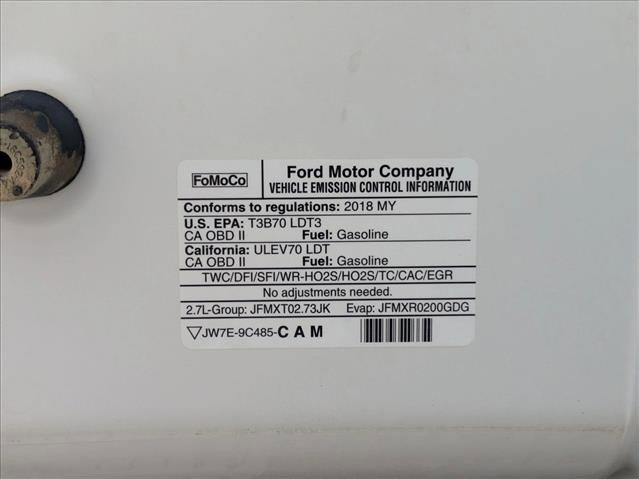 FoMoCo
Ford Motor Company
VEHICLE EMISSION CONTROL INFORMATION
Conforms to regulations: 2018 MY
U.S. EPA: T3B70 LDT3
CA OBD II Fuel: Gasoline
California: ULEV70 LDT
CA OBD II Fuel: Gasoline
TWC/DFI/SFI/WR-HO2S/HO2S/TC/CAC/EGR
No adjustments needed.
2.7L-Group: JFMXT02.73JK Evap: JFMXR0200GDG
JW7E-9C485-CAM